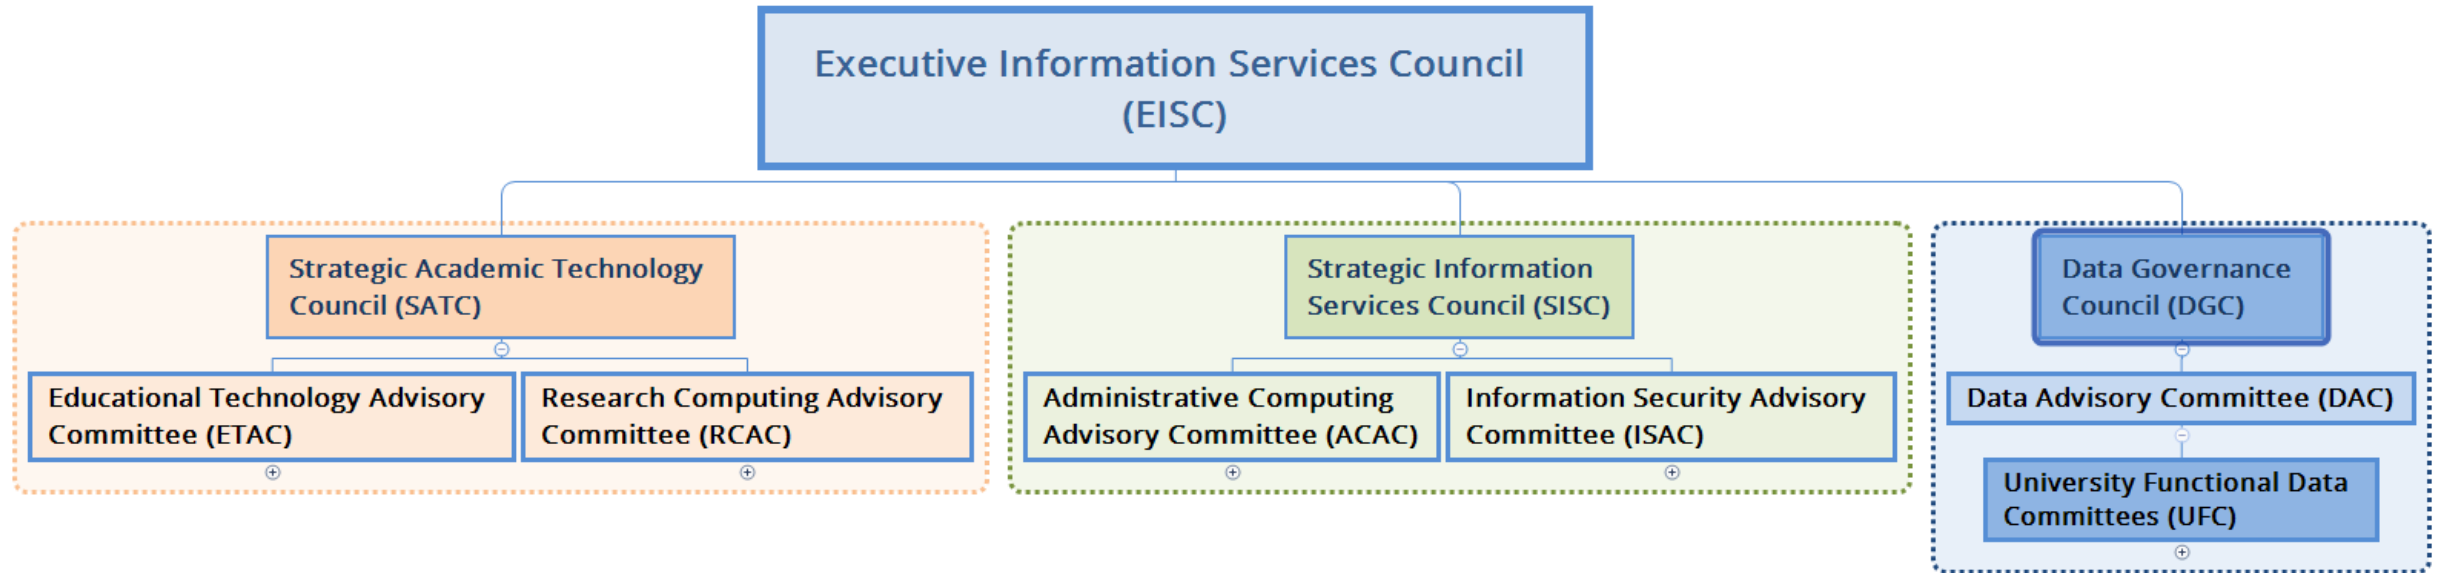 Executive Information Services Council
(EISC)
Strategic Academic Technology
Council (SATC)
Strategic Information
Services Council (SISC)
Data Governance
Council (DGC)
Educational Technology Advisory
Committee (ETAC)
Research Computing Advisory
Committee (RCAC)
Administrative Computing
Advisory Committee (ACAC)
Information Security Advisory
Committee (ISAC)
Data Advisory Committee (DAC)
University Functional Data
Committees (UFC)